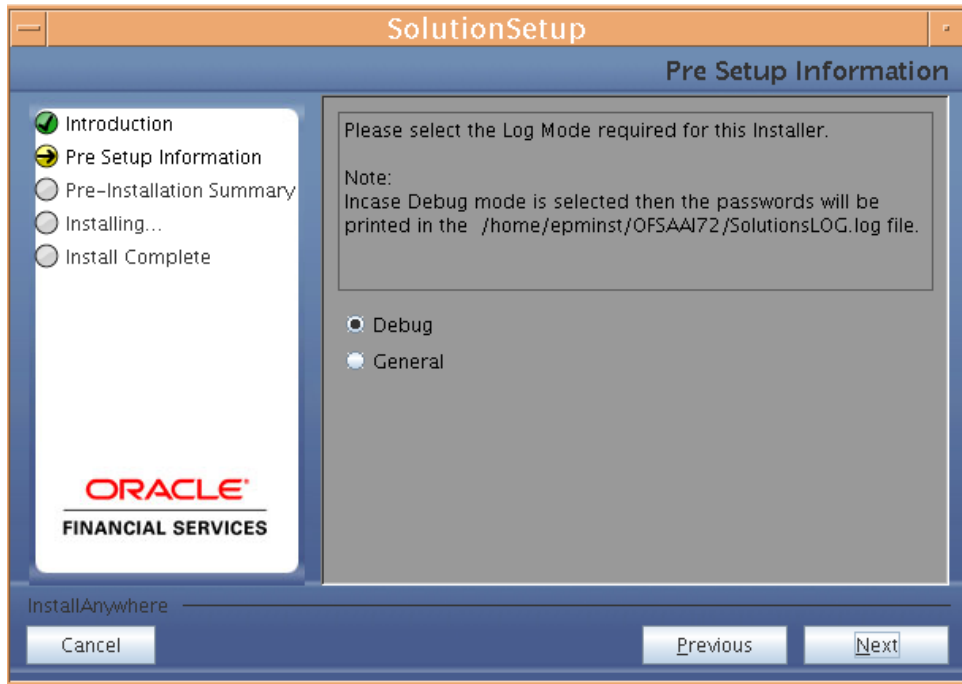 SolutionSetup
Pre Setup Information
Introduction
Pre Setup Information
Pre-Installation Summary
Installing...
Install Complete
ORACLE
FINANCIAL SERVICES
Please select the Log Mode required for this Installer.
Note:
Incase Debug mode is selected then the passwords will be
printed in the /home/epminst/OFSAAI72/SolutionsLOG.log file.
Debug
General
InstallAnywhere
Cancel
Previous
Next